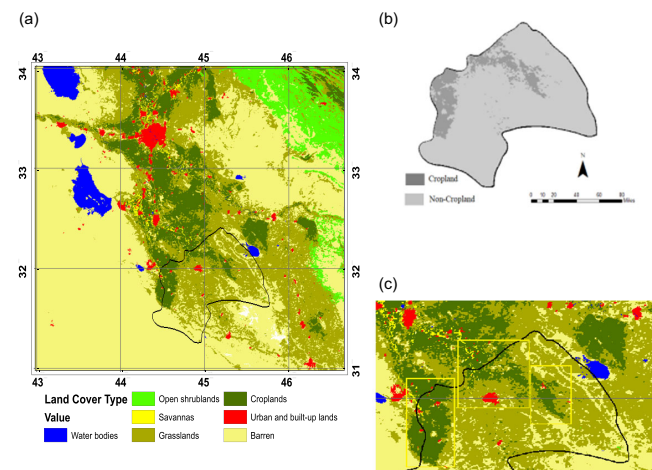 (a)
43 44 45 46
34 34
33 33
32 32
31
43 44 45 46
Land Cover Type
Value
Water bodies
Open shrublands
Savannas
Grasslands
Croplands
Urban and built-up lands
Barren
(b)
N
Cropland
Non-Cropland
0 10 20 40 60 80
Miles
(c)